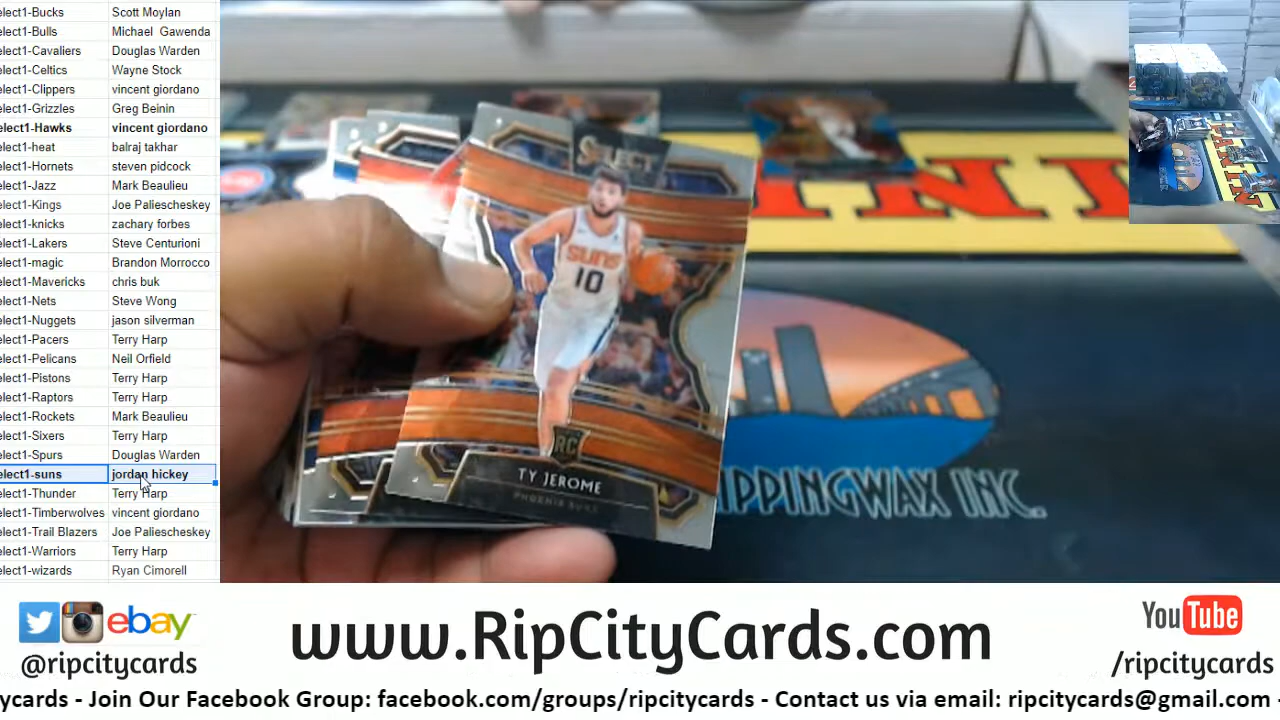 elect1-Bucks Scott Moylan
elect1-Bulls Michael Gawenda
elect1-Cavaliers Douglas Warden
elect1-Celtics Wayne Stock
elect1-Clippers vincent giordano
elect1-Grizzles Greg Beinin
elect1-Hawks vincent giordano
elect1-heat balraj takhar
elect1-Hornets steven pidcock
elect1-Jazz Mark Beaulieu
elect1-Kings Joe Paliescheskey
elect1-knicks zachary forbes
elect1-Lakers Steve Centurioni
elect1-magic Brandon Morrocco
elect1-Mavericks chris buk
elect1-Nets Steve Wong
elect1-Nuggets jason silverman
elect1-Pacers Terry Harp
elect1-Pelicans Neil Orfield
elect1-Pistons Terry Harp
elect1-Raptors Terry Harp
elect1-Rockets Mark Beaulieu
elect1-Sixers Terry Harp
elect1-Spurs Douglas Warden
elect1-suns jordan hickey
elect1-Thunder Terry Harp
elect1-Timberwolves vincent giordano
elect1-Trail Blazers Joe Paliescheskey
elect1-Warriors Terry Harp
elect1-wizards Ryan Cimorell
SELECT
SUNS
10
RC
TY JEROME
PHOENIX SUNS
NINI
RIPPINGWAX INC.
ebay
@ripcitycards
www.RipCityCards.com
YouTube
/ripcitycards
ycards - Join Our Facebook Group: facebook.com/groups/ripcitycards - Contact us via email: ripcitycards@gmail.com -